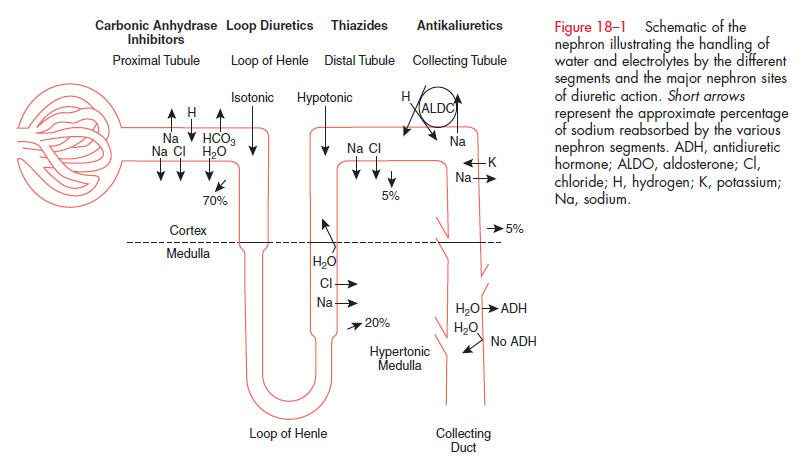 Carbonic Anhydrase Inhibitors
Loop Diuretics
Thiazides
Antikaliuretics
Proximal Tubule
Loop of Henle
Distal Tubule
Collecting Tubule
Isotonic
Hypotonic
H
Na
Na Cl
HCO3
H2O
70%
Na Cl
5%
H
ALDC
Na
K
Na
5%
Cortex
Medulla
H2O
Cl
Na
20%
Hypertonic
Medulla
H2O
ADH
H2O
No ADH
Loop of Henle
Collecting
Duct
Figure 18–1 Schematic of the
nephron illustrating the handling of
water and electrolytes by the different
segments and the major nephron sites
of diuretic action. Short arrows
represent the approximate percentage
of sodium reabsorbed by the various
nephron segments. ADH, antidiuretic
hormone; ALDO, aldosterone; Cl,
chloride; H, hydrogen; K, potassium;
Na, sodium.